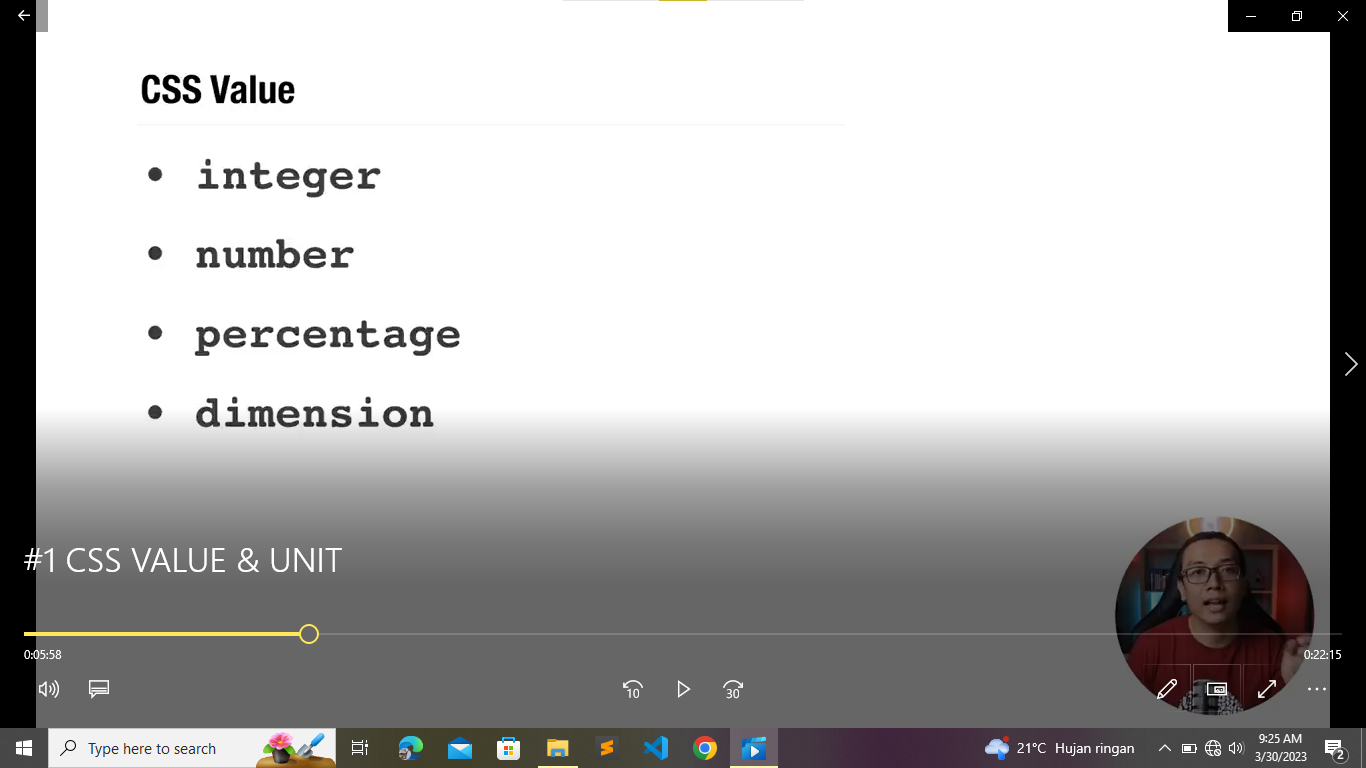 CSS Value
• integer
• number
• percentage
• dimension
#1 CSS VALUE & UNIT
0:05:58
0:22:15
10
30
Type here to search
21°C Hujan ringan
9:25 AM
3/30/2023
2